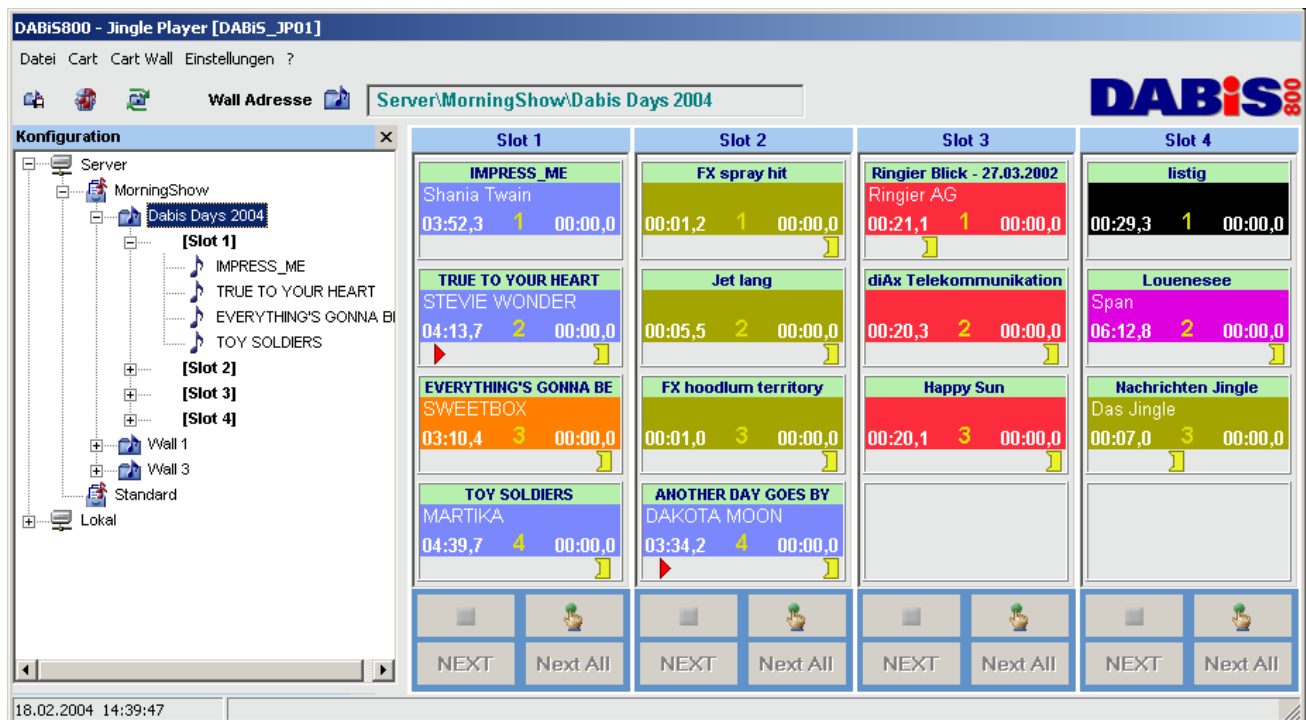 DABiS800 - Jingle Player [DABiS_JP01]
Datei Cart Cart Wall Einstellungen ?
Wall Adresse Server\MorningShow\Dabis Days 2004
DABiS800
Konfiguration
Server
MorningShow
Dabis Days 2004
[Slot 1]
IMPRESS_ME
TRUE TO YOUR HEART
EVERYTHING'S GONNA BE
TOY SOLDIERS
[Slot 2]
[Slot 3]
[Slot 4]
Wall 1
Wall 3
Standard
Lokal
Slot 1
IMPRESS_ME
Shania Twain
03:52,3 1 00:00,0
TRUE TO YOUR HEART
STEVIE WONDER
04:13,7 2 00:00,0
EVERYTHING'S GONNA BE
SWEETBOX
03:10,4 3 00:00,0
TOY SOLDIERS
MARTIKA
04:39,7 4 00:00,0
NEXT Next All
Slot 2
FX spray hit
00:01,2 1 00:00,0
Jet lang
00:05,5 2 00:00,0
FX hoodlum territory
00:01,0 3 00:00,0
ANOTHER DAY GOES BY
DAKOTA MOON
03:34,2 4 00:00,0
NEXT Next All
Slot 3
Ringier Blick - 27.03.2002
Ringier AG
00:21,1 1 00:00,0
diAx Telekommunikation
00:20,3 2 00:00,0
Happy Sun
00:20,1 3 00:00,0
NEXT Next All
Slot 4
listig
00:29,3 1 00:00,0
Louenesee
Span
06:12,8 2 00:00,0
Nachrichten Jingle
Das Jingle
00:07,0 3 00:00,0
NEXT Next All
18.02.2004 14:39:47